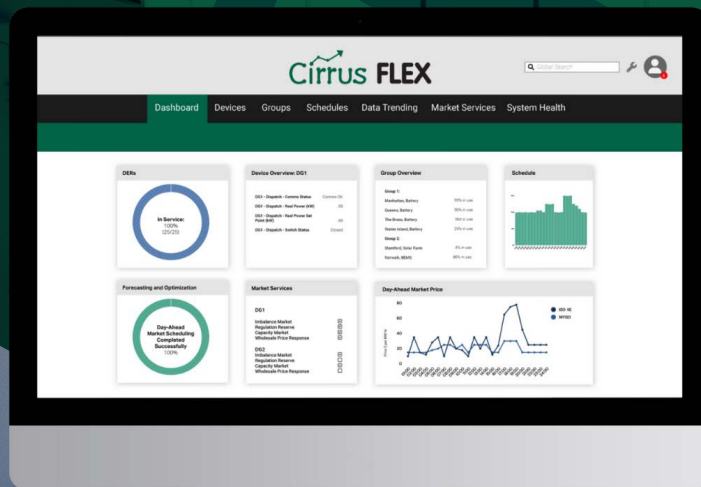 Cirrus FLEX
Global Search
Dashboard Devices Groups Schedules Data Trending Market Services System Health
DERs
In Service:
100%
(25/25)
Device Overview: DG1
DG1 - Dispatch - Comms Status Comms OK
DG1 - Dispatch - Real Power (kW)
DG1 - Dispatch - Real Power Set
Point (kW)
DG1 - Dispatch - Switch Status Closed
Group Overview
Group 1:
Manhattan, Battery
Queens, Battery
The Bronx, Battery
Staten Island, Battery
Group 2:
Stamford, Solar Farm
Norwalk, BEMS
Schedule
Forecasting and Optimization
Day-Ahead
Market Scheduling
Completed
Successfully
100%
Market Services
DG1
Imbalance Market
Regulation Reserve
Capacity Market
Wholesale Price Response
DG2
Imbalance Market
Regulation Reserve
Capacity Market
Wholesale Price Response
Day-Ahead Market Price
80
60
40
20
0
ISO-NE
NYISO